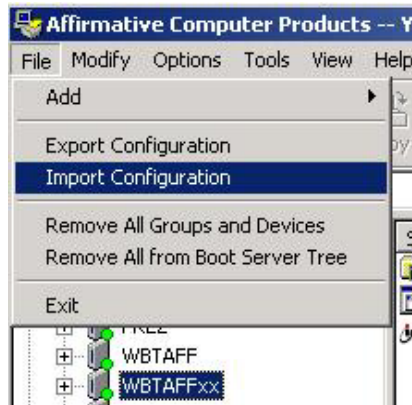 Affirmative Computer Products -- Y
File Modify Options Tools View Help
Add
Export Configuration
Import Configuration
Remove All Groups and Devices
Remove All from Boot Server Tree
Exit
WBTAFF
WBTAFFxx